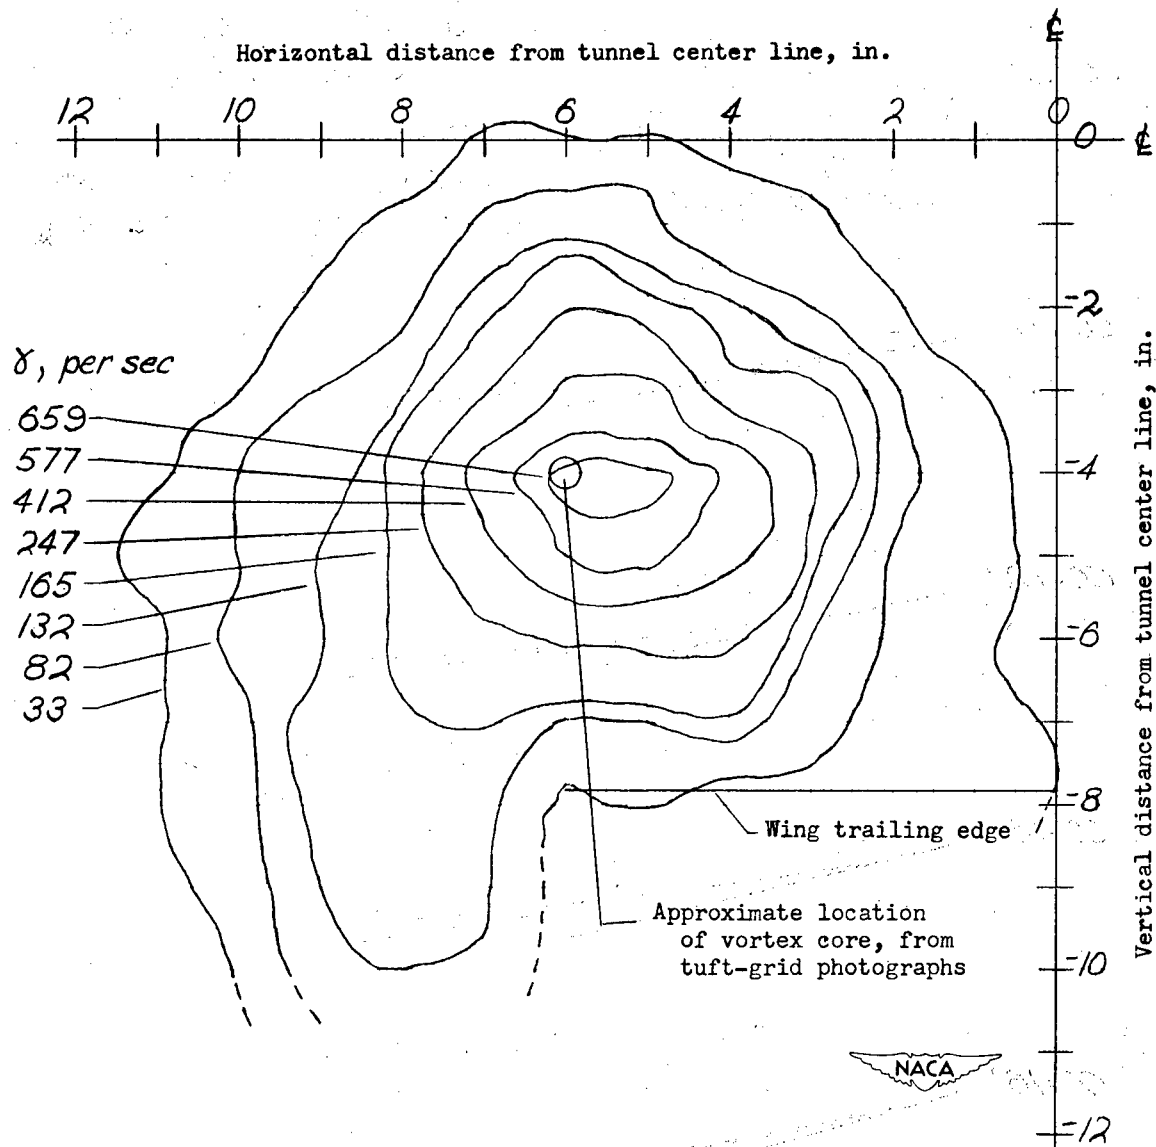 ℄
Horizontal distance from tunnel center line, in.
12 10 8 6 4 2 0
0 ℄
-2
-4
-6
-8
-10
-12
Vertical distance from tunnel center line, in.
γ, per sec
659
577
412
247
165
132
82
33
Wing trailing edge
Approximate location
of vortex core, from
tuft-grid photographs
NACA